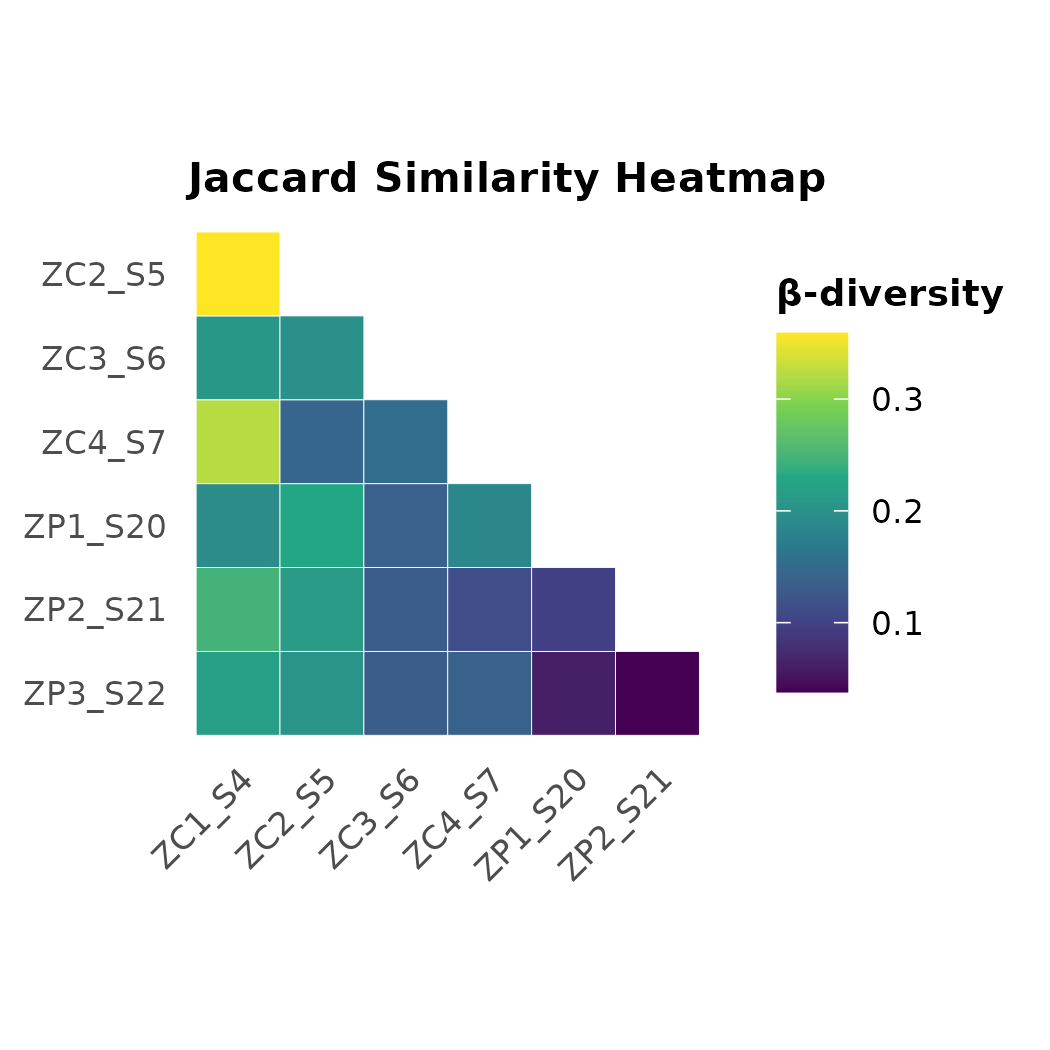 Jaccard Similarity Heatmap
ZC2_S5
ZC3_S6
ZC4_S7
ZP1_S20
ZP2_S21
ZP3_S22
ZC1_S4
ZC2_S5
ZC3_S6
ZC4_S7
ZP1_S20
ZP2_S21
β-diversity
0.3
0.2
0.1